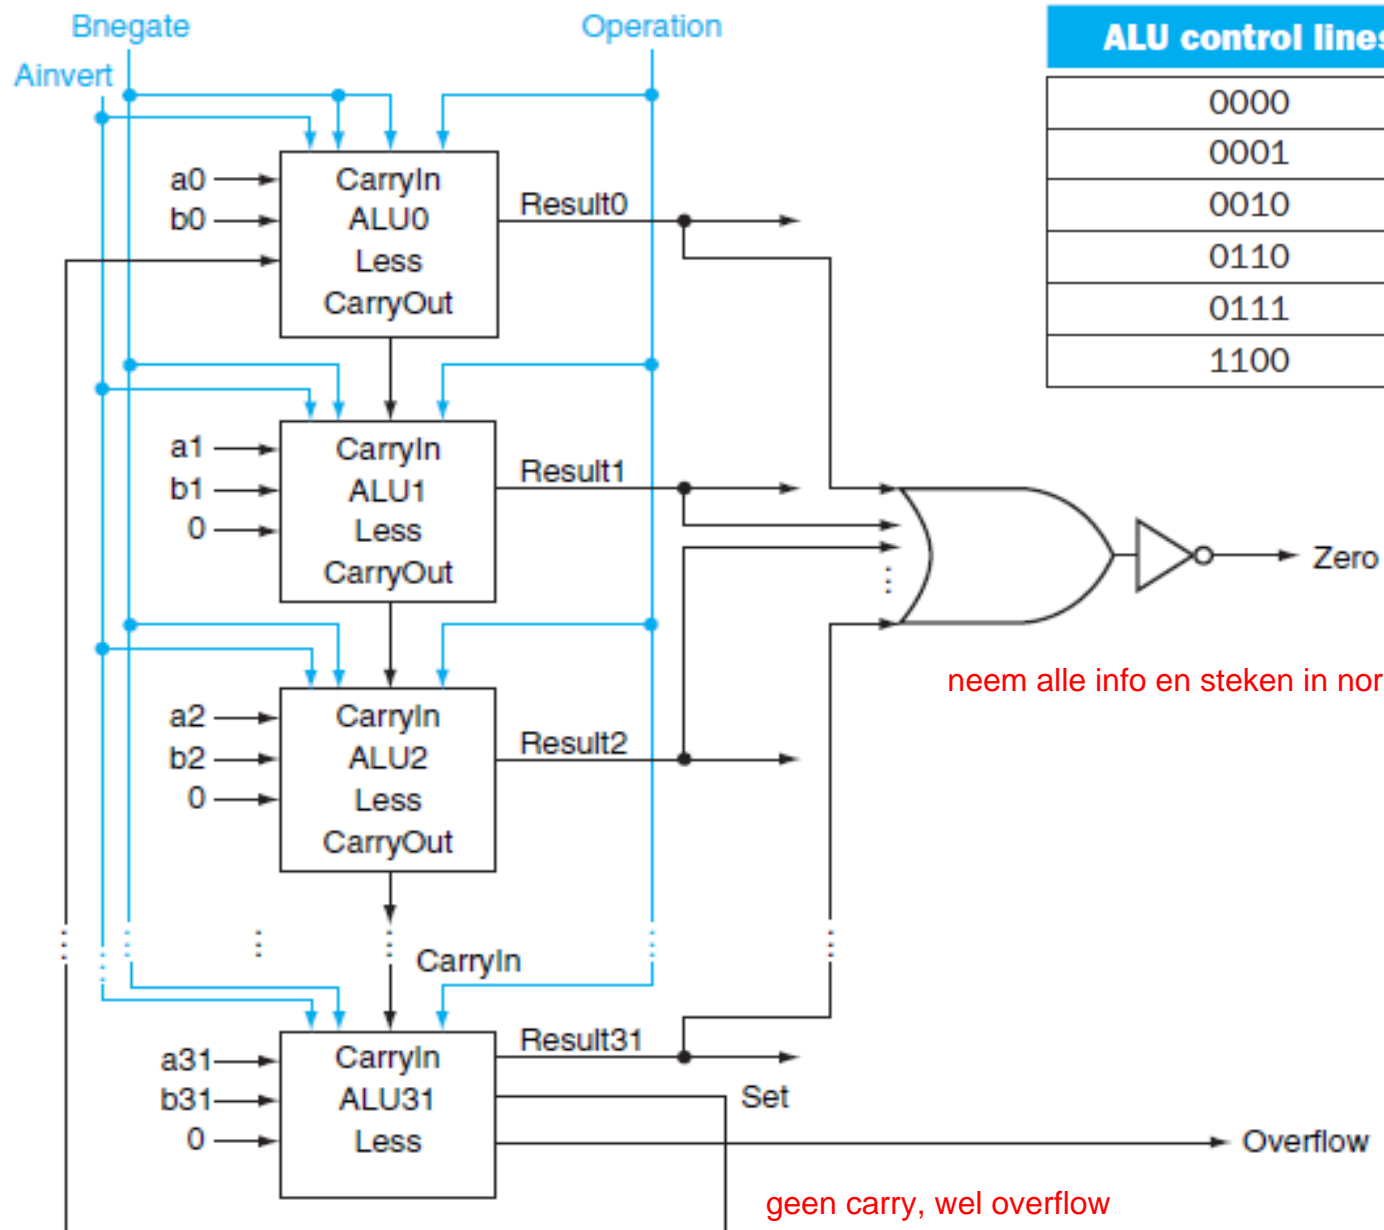 Bnegate
Operation
Ainvert
ALU control lines
0000
0001
0010
0110
0111
1100
a0
b0
CarryIn
ALU0
Less
CarryOut
Result0
a1
b1
0
CarryIn
ALU1
Less
CarryOut
Result1
Zero
neem alle info en steken in nor
a2
b2
0
CarryIn
ALU2
Less
CarryOut
Result2
CarryIn
a31
b31
0
CarryIn
ALU31
Less
Result31
Set
Overflow
geen carry, wel overflow